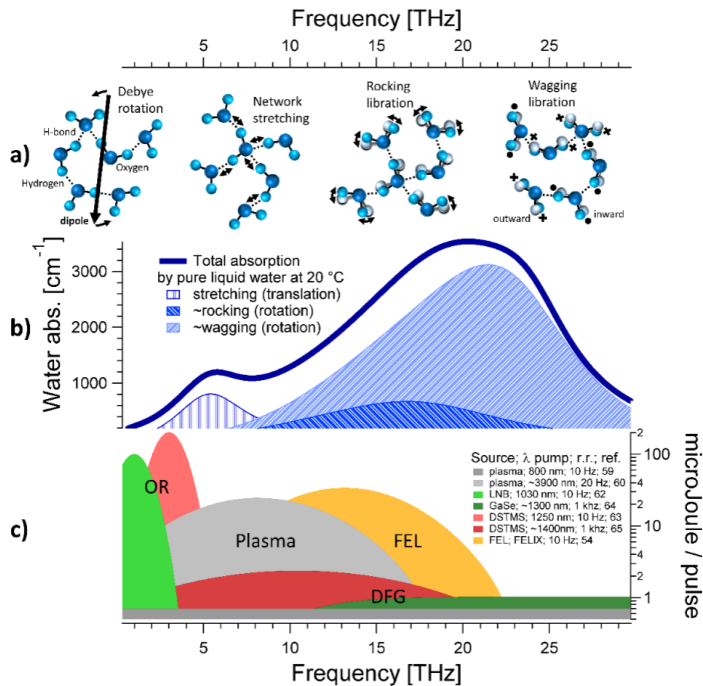 Frequency [THz]
5 10 15 20 25
a)
Debye
rotation
H-bond
Oxygen
Hydrogen
dipole
Network
stretching
Rocking
libration
Wagging
libration
outward
inward
b)
Water abs. [cm⁻¹]
3000
2000
1000
Total absorption
by pure liquid water at 20 °C
stretching (translation)
~rocking (rotation)
~wagging (rotation)
c)
OR
Plasma
FEL
DFG
Source; λ pump; r.r.; ref.
plasma; 800 nm; 10 Hz; 59
plasma; ~3900 nm; 20 Hz; 60
LNB; 1030 nm; 10 Hz; 62
GaSe; ~1300 nm; 1 khz; 64
DSTMS; 1250 nm; 10 Hz; 63
DSTMS; ~1400nm; 1 khz; 65
FEL; FELIX; 10 Hz; 54
2
100
4
2
10
4
2
1
microJoule / pulse
5 10 15 20 25
Frequency [THz]